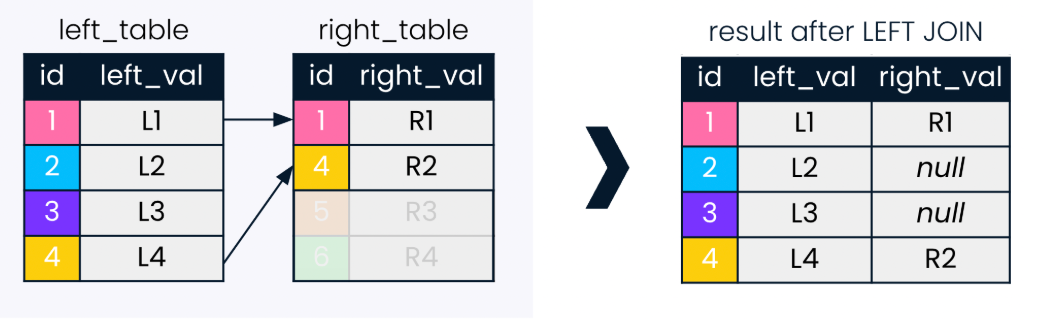 left_table
id left_val
1 L1
2 L2
3 L3
4 L4
right_table
id right_val
1 R1
4 R2
5 R3
6 R4
result after LEFT JOIN
id left_val right_val
1 L1 R1
2 L2 null
3 L3 null
4 L4 R2